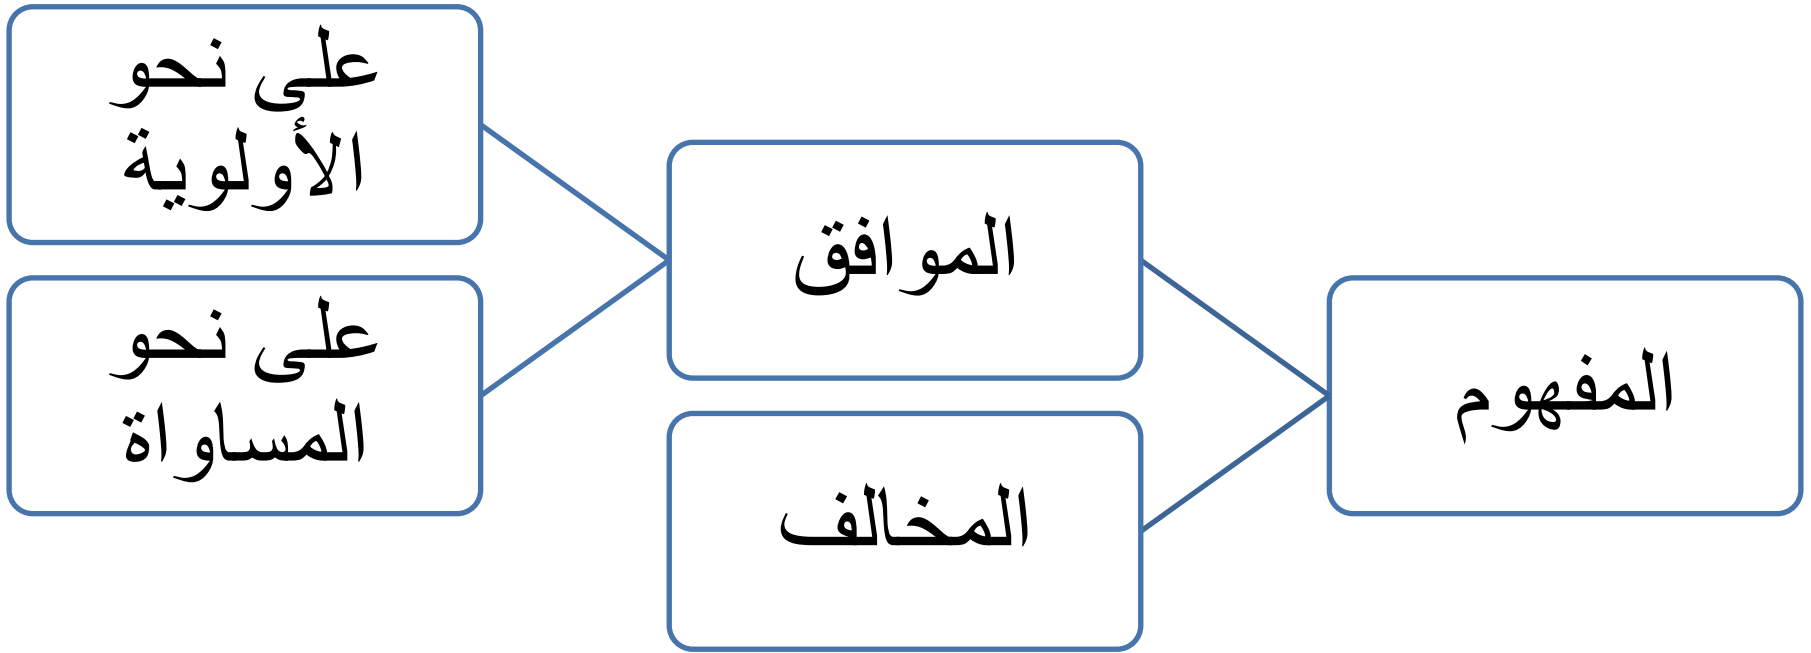 المفهوم
الموافق
المخالف
على نحو
الأولوية
على نحو
المساواة